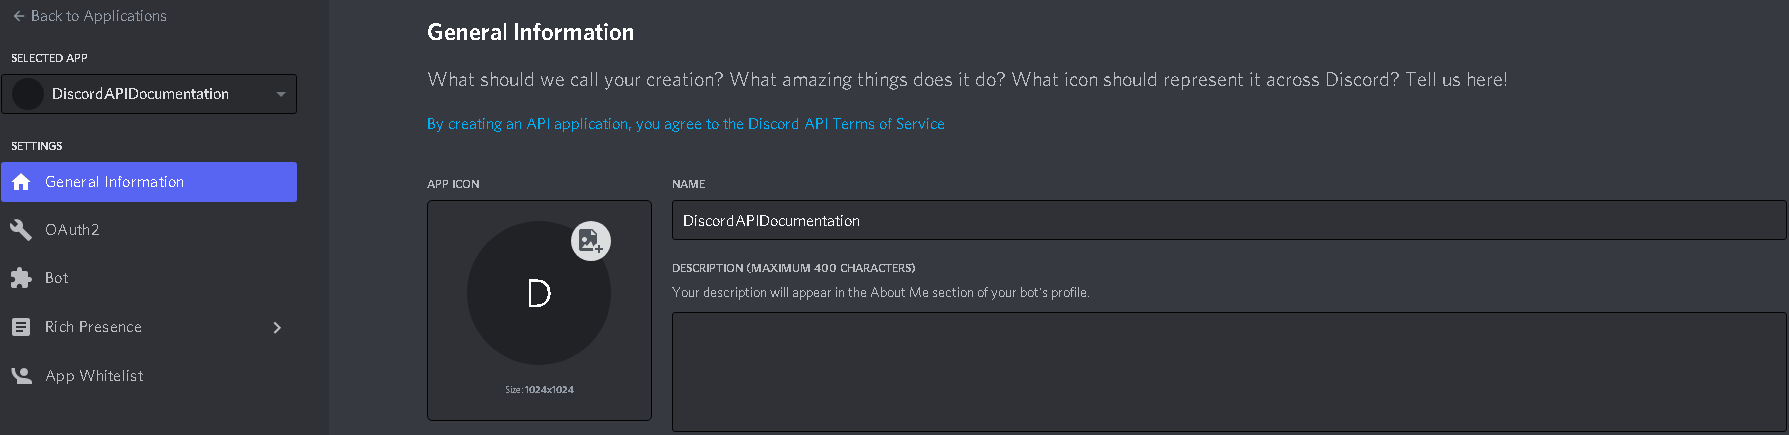 Back to Applications
SELECTED APP
DiscordAPIDocumentation
SETTINGS
General Information
OAuth2
Bot
Rich Presence
App Whitelist
General Information
What should we call your creation? What amazing things does it do? What icon should represent it across Discord? Tell us here!
By creating an API application, you agree to the Discord API Terms of Service
APP ICON
D
Size: 1024x1024
NAME
DiscordAPIDocumentation
DESCRIPTION (MAXIMUM 400 CHARACTERS)
Your description will appear in the About Me section of your bot's profile.